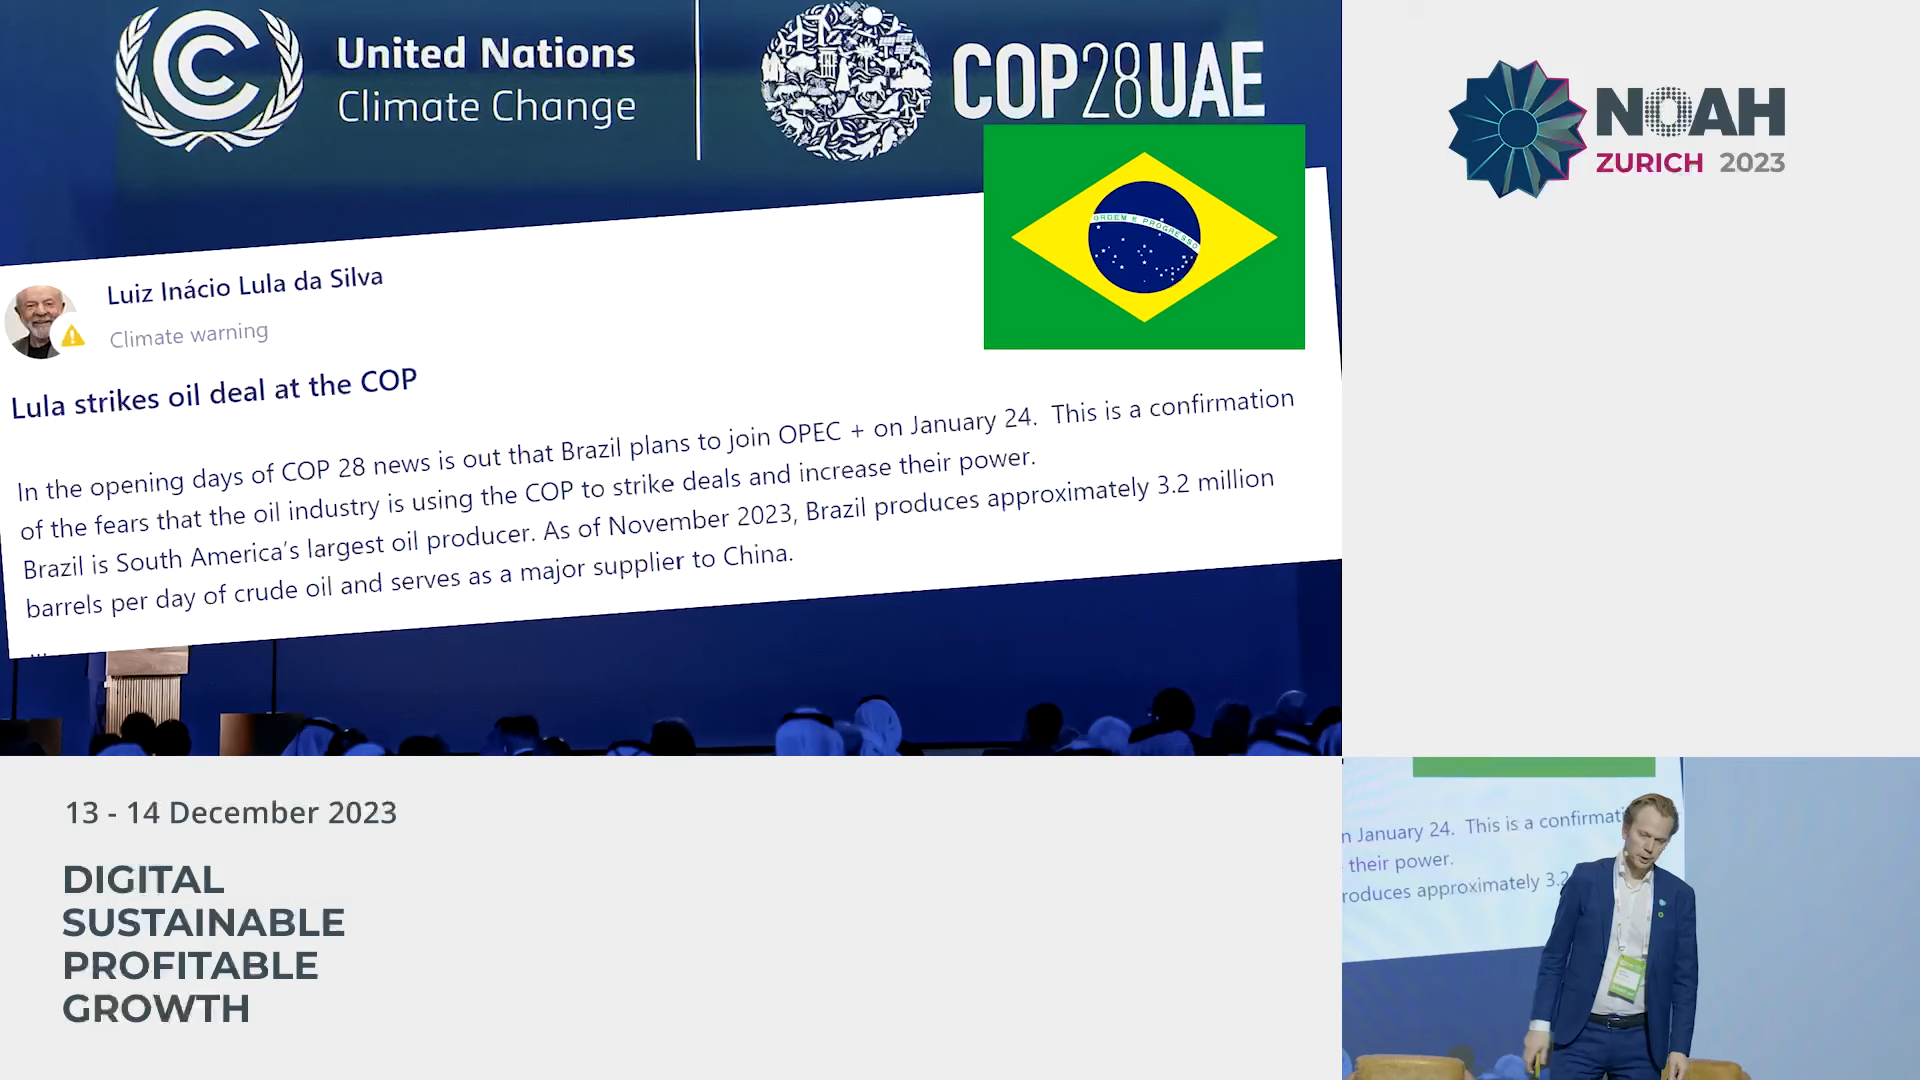 United Nations
Climate Change
COP28UAE
ORDEM E PROGRESSO
Luiz Inácio Lula da Silva
Climate warning
Lula strikes oil deal at the COP
In the opening days of COP 28 news is out that Brazil plans to join OPEC + on January 24. This is a confirmation
of the fears that the oil industry is using the COP to strike deals and increase their power.
Brazil is South America's largest oil producer. As of November 2023, Brazil produces approximately 3.2 million
barrels per day of crude oil and serves as a major supplier to China.
...
NOAH
ZURICH 2023
13 - 14 December 2023
DIGITAL
SUSTAINABLE
PROFITABLE
GROWTH
n January 24. This is a confirmati
their power.
roduces approximately 3.2